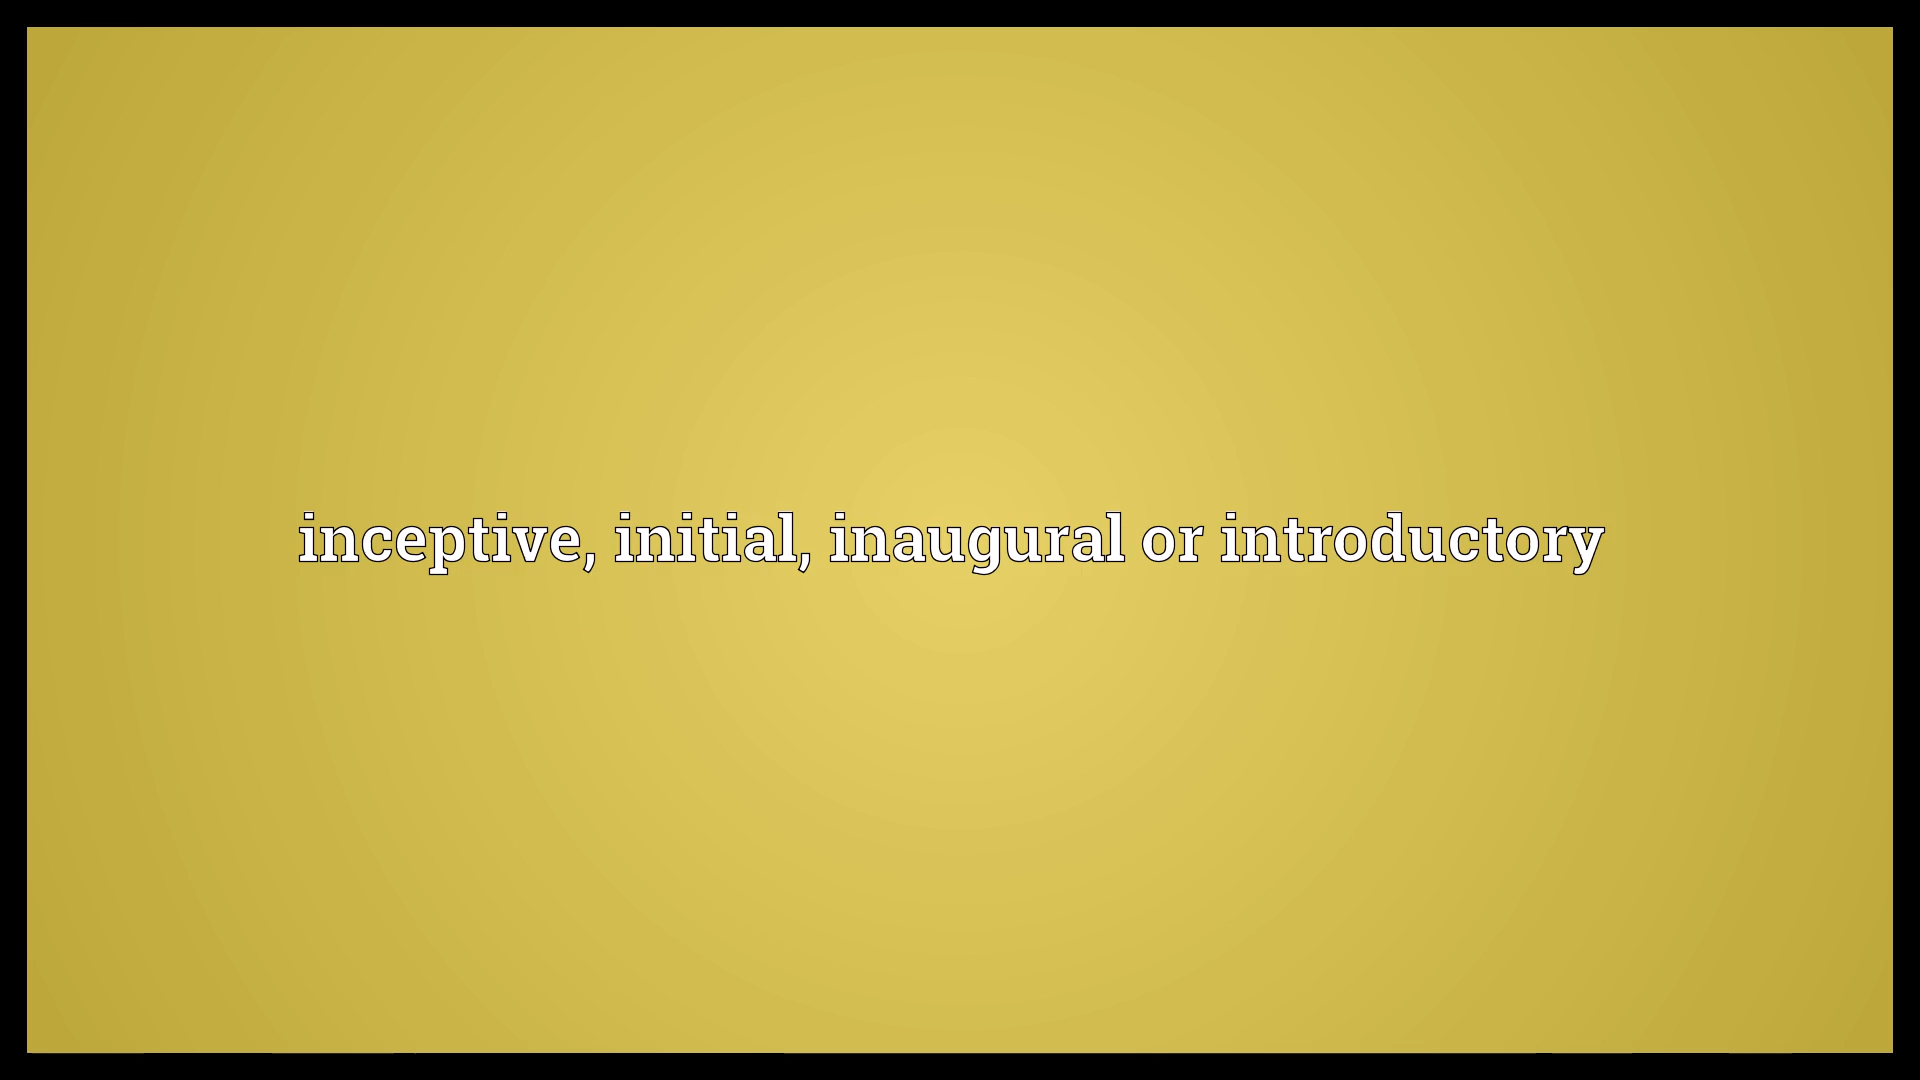 inceptive, initial, inaugural or introductory